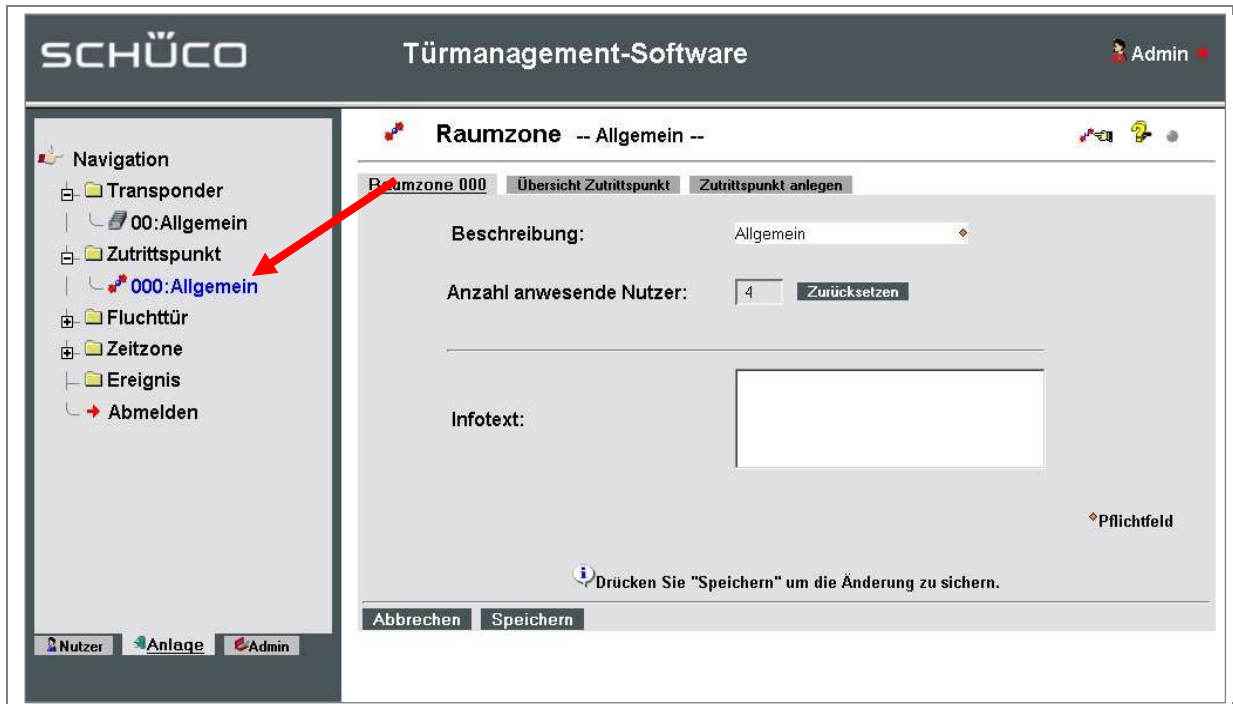 SCHÜCO
Türmanagement-Software
Admin
Navigation
Transponder
00:Allgemein
Zutrittspunkt
000:Allgemein
Fluchttür
Zeitzone
Ereignis
Abmelden
Nutzer Anlage Admin
Raumzone -- Allgemein --
Raumzone 000 Übersicht Zutrittspunkt Zutrittspunkt anlegen
Beschreibung: Allgemein
Anzahl anwesende Nutzer: 4 Zurücksetzen
Infotext:
Pflichtfeld
Drücken Sie "Speichern" um die Änderung zu sichern.
Abbrechen Speichern